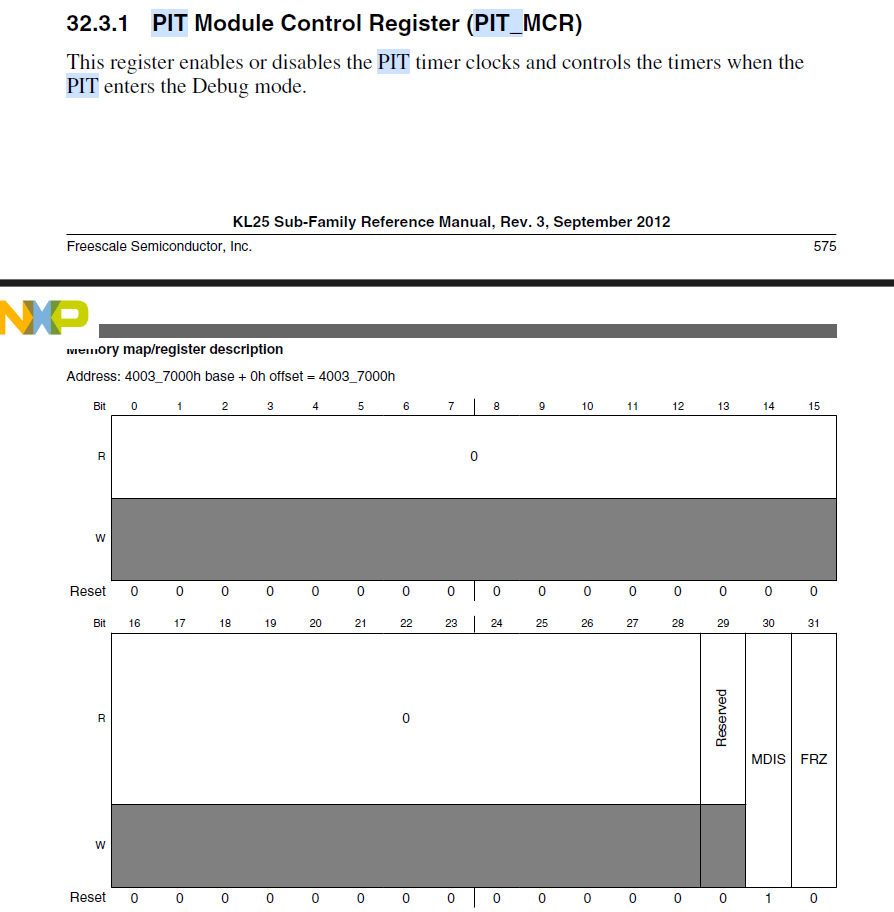 32.3.1 PIT Module Control Register (PIT_MCR)
This register enables or disables the PIT timer clocks and controls the timers when the
PIT enters the Debug mode.
KL25 Sub-Family Reference Manual, Rev. 3, September 2012
Freescale Semiconductor, Inc. 575
NXP
Memory map/register description
Address: 4003_7000h base + 0h offset = 4003_7000h
Bit 0 1 2 3 4 5 6 7 8 9 10 11 12 13 14 15
R 0
W
Reset 0 0 0 0 0 0 0 0 0 0 0 0 0 0 0 0
Bit 16 17 18 19 20 21 22 23 24 25 26 27 28 29 30 31
R 0 Reserved MDIS FRZ
W
Reset 0 0 0 0 0 0 0 0 0 0 0 0 0 0 1 0